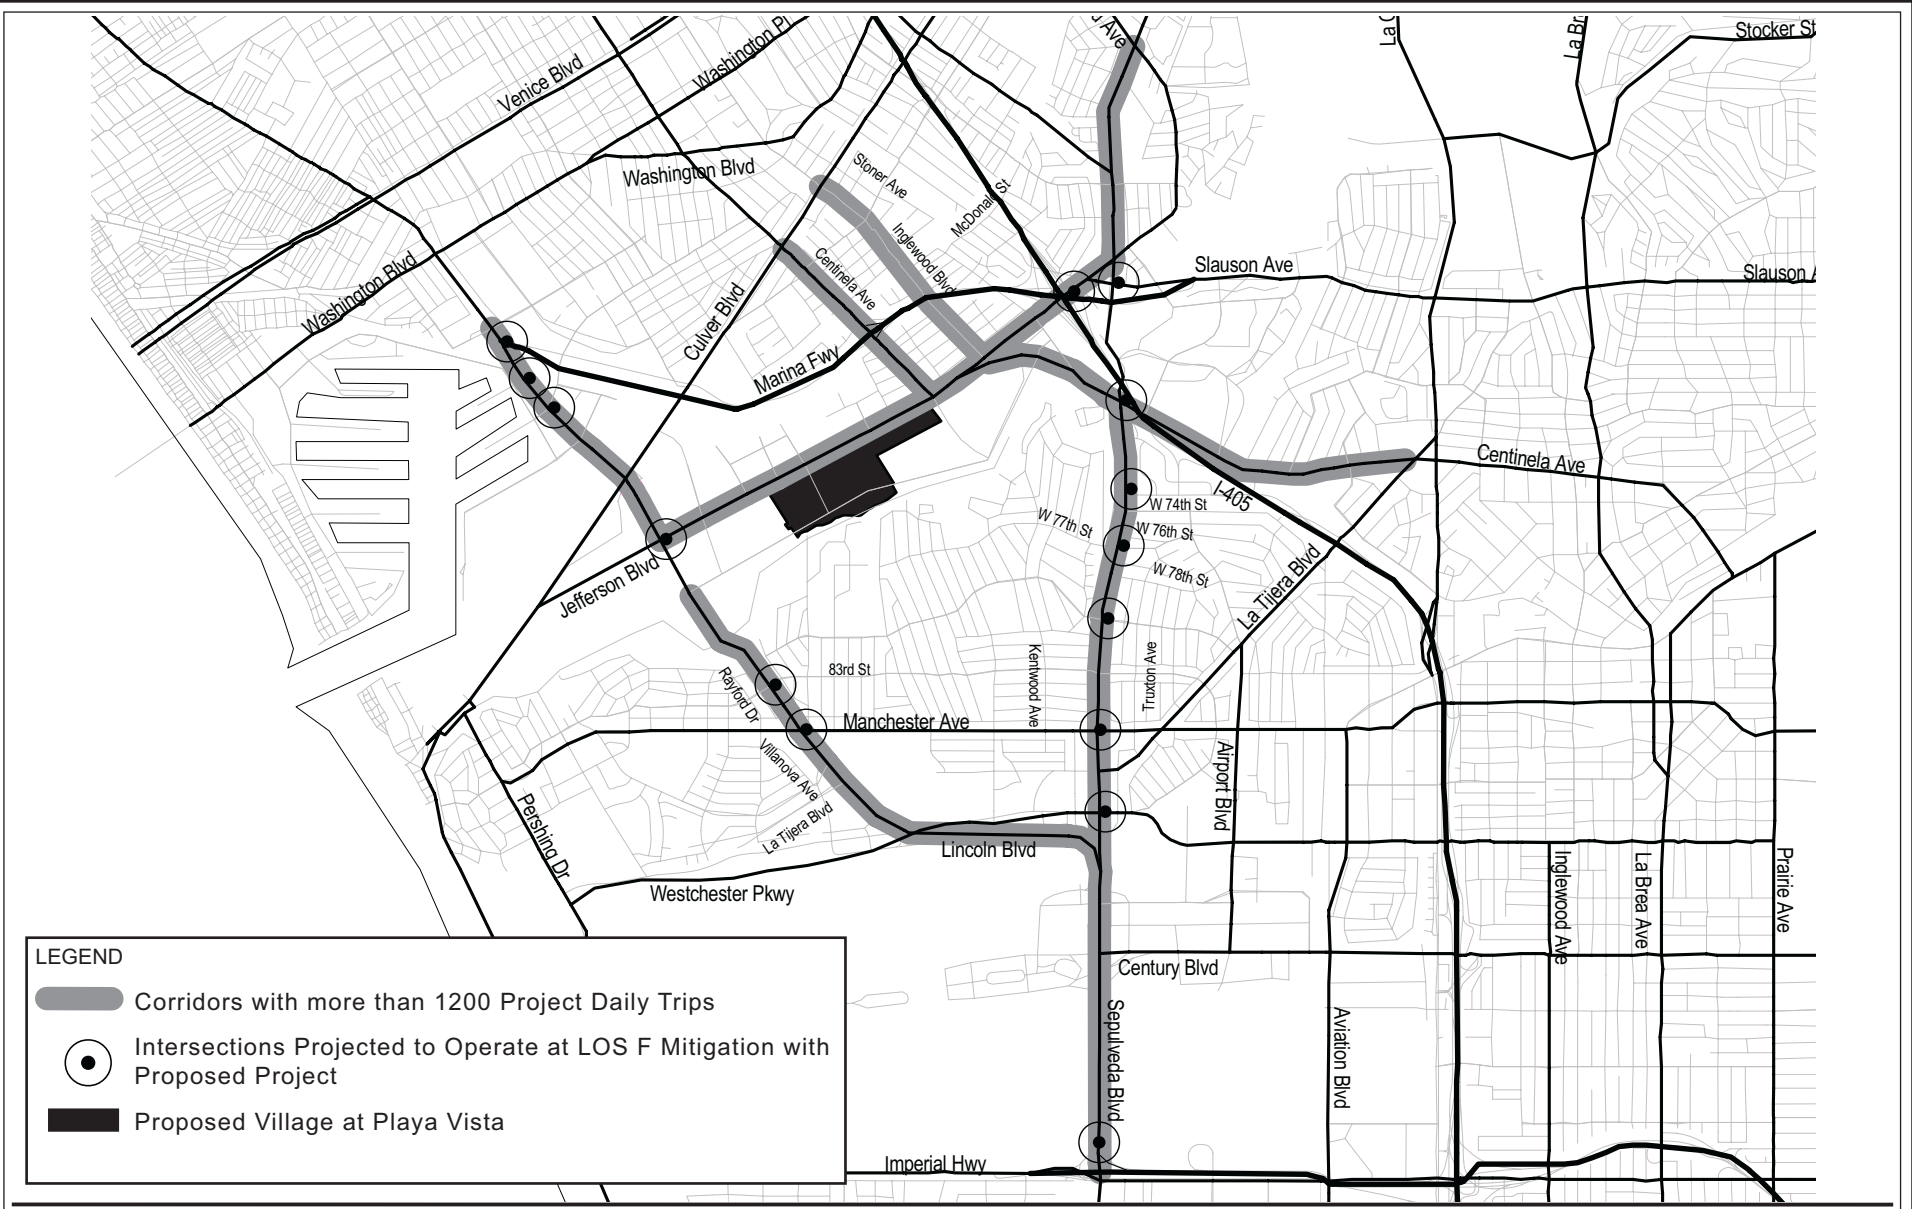 d Ave
La C
La Br
Stocker St
Venice Blvd
Washington Pl
Washington Blvd
Stoner Ave
McDonald St
Inglewood Blvd
Centinela Ave
Slauson Ave
Slauson A
Washington Blvd
Culver Blvd
Marina Fwy
Centinela Ave
I-405
W 74th St
W 77th St
W 76th St
W 78th St
La Tijera Blvd
Jefferson Blvd
83rd St
Rayford Dr
Kentwood Ave
Truxton Ave
Manchester Ave
Villanova Ave
Airport Blvd
La Tijera Blvd
Pershing Dr
Lincoln Blvd
Westchester Pkwy
Inglewood Ave
La Brea Ave
Prairie Ave
Century Blvd
Sepulveda Blvd
Aviation Blvd
Imperial Hwy
LEGEND
Corridors with more than 1200 Project Daily Trips
Intersections Projected to Operate at LOS F Mitigation with
Proposed Project
Proposed Village at Playa Vista